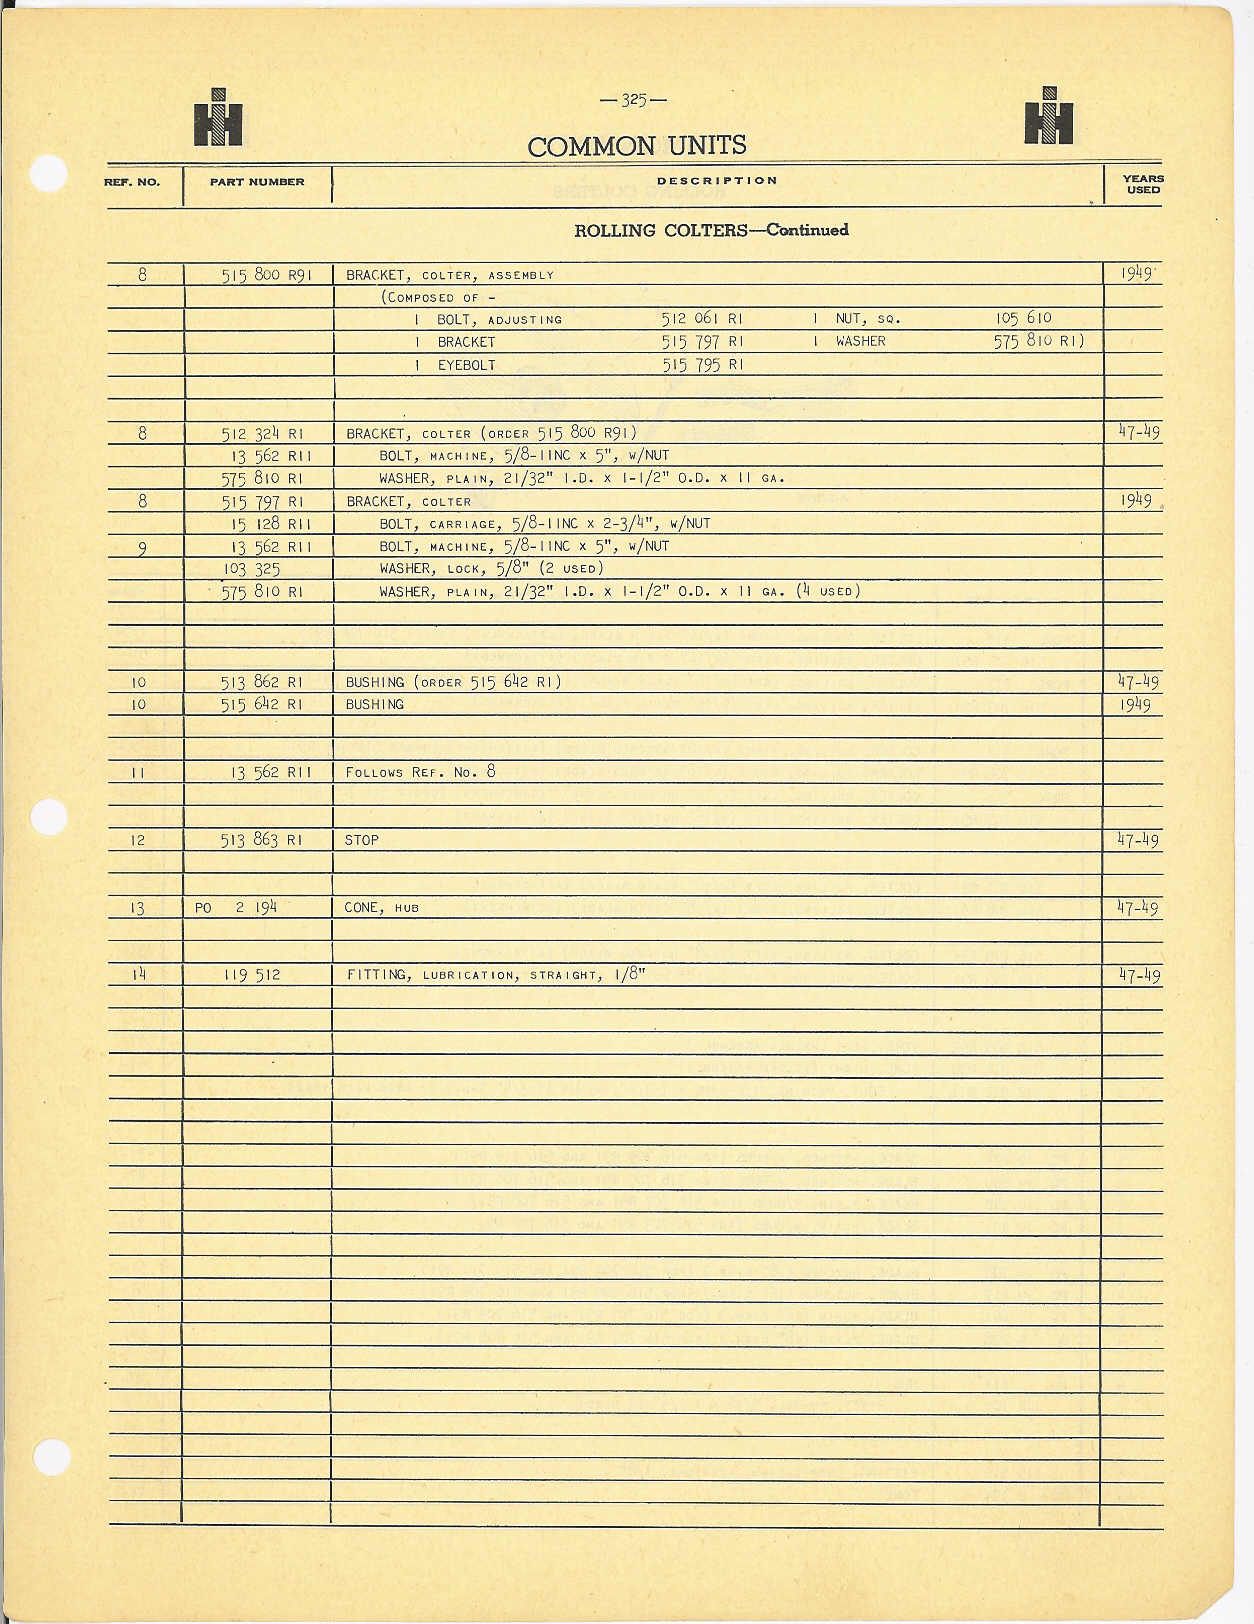 —325—
COMMON UNITS
REF. NO. PART NUMBER DESCRIPTION YEARS USED
ROLLING COLTERS—Continued
8 515 800 R91 BRACKET, COLTER, ASSEMBLY 1949
(COMPOSED OF -
1 BOLT, ADJUSTING 512 061 R1 1 NUT, SQ. 105 610
1 BRACKET 515 797 R1 1 WASHER 575 810 R1)
1 EYEBOLT 515 795 R1
8 512 324 R1 BRACKET, COLTER (ORDER 515 800 R91) 47-49
13 562 R11 BOLT, MACHINE, 5/8-11NC X 5", W/NUT
575 810 R1 WASHER, PLAIN, 21/32" I.D. X 1-1/2" O.D. X 11 GA.
8 515 797 R1 BRACKET, COLTER 1949
15 128 R11 BOLT, CARRIAGE, 5/8-11NC X 2-3/4", W/NUT
9 13 562 R11 BOLT, MACHINE, 5/8-11NC X 5", W/NUT
103 325 WASHER, LOCK, 5/8" (2 USED)
575 810 R1 WASHER, PLAIN, 21/32" I.D. X 1-1/2" O.D. X 11 GA. (4 USED)
10 513 862 R1 BUSHING (ORDER 515 642 R1) 47-49
10 515 642 R1 BUSHING 1949
11 13 562 R11 FOLLOWS REF. NO. 8
12 513 863 R1 STOP 47-49
13 PO 2 194 CONE, HUB 47-49
14 119 512 FITTING, LUBRICATION, STRAIGHT, 1/8" 47-49